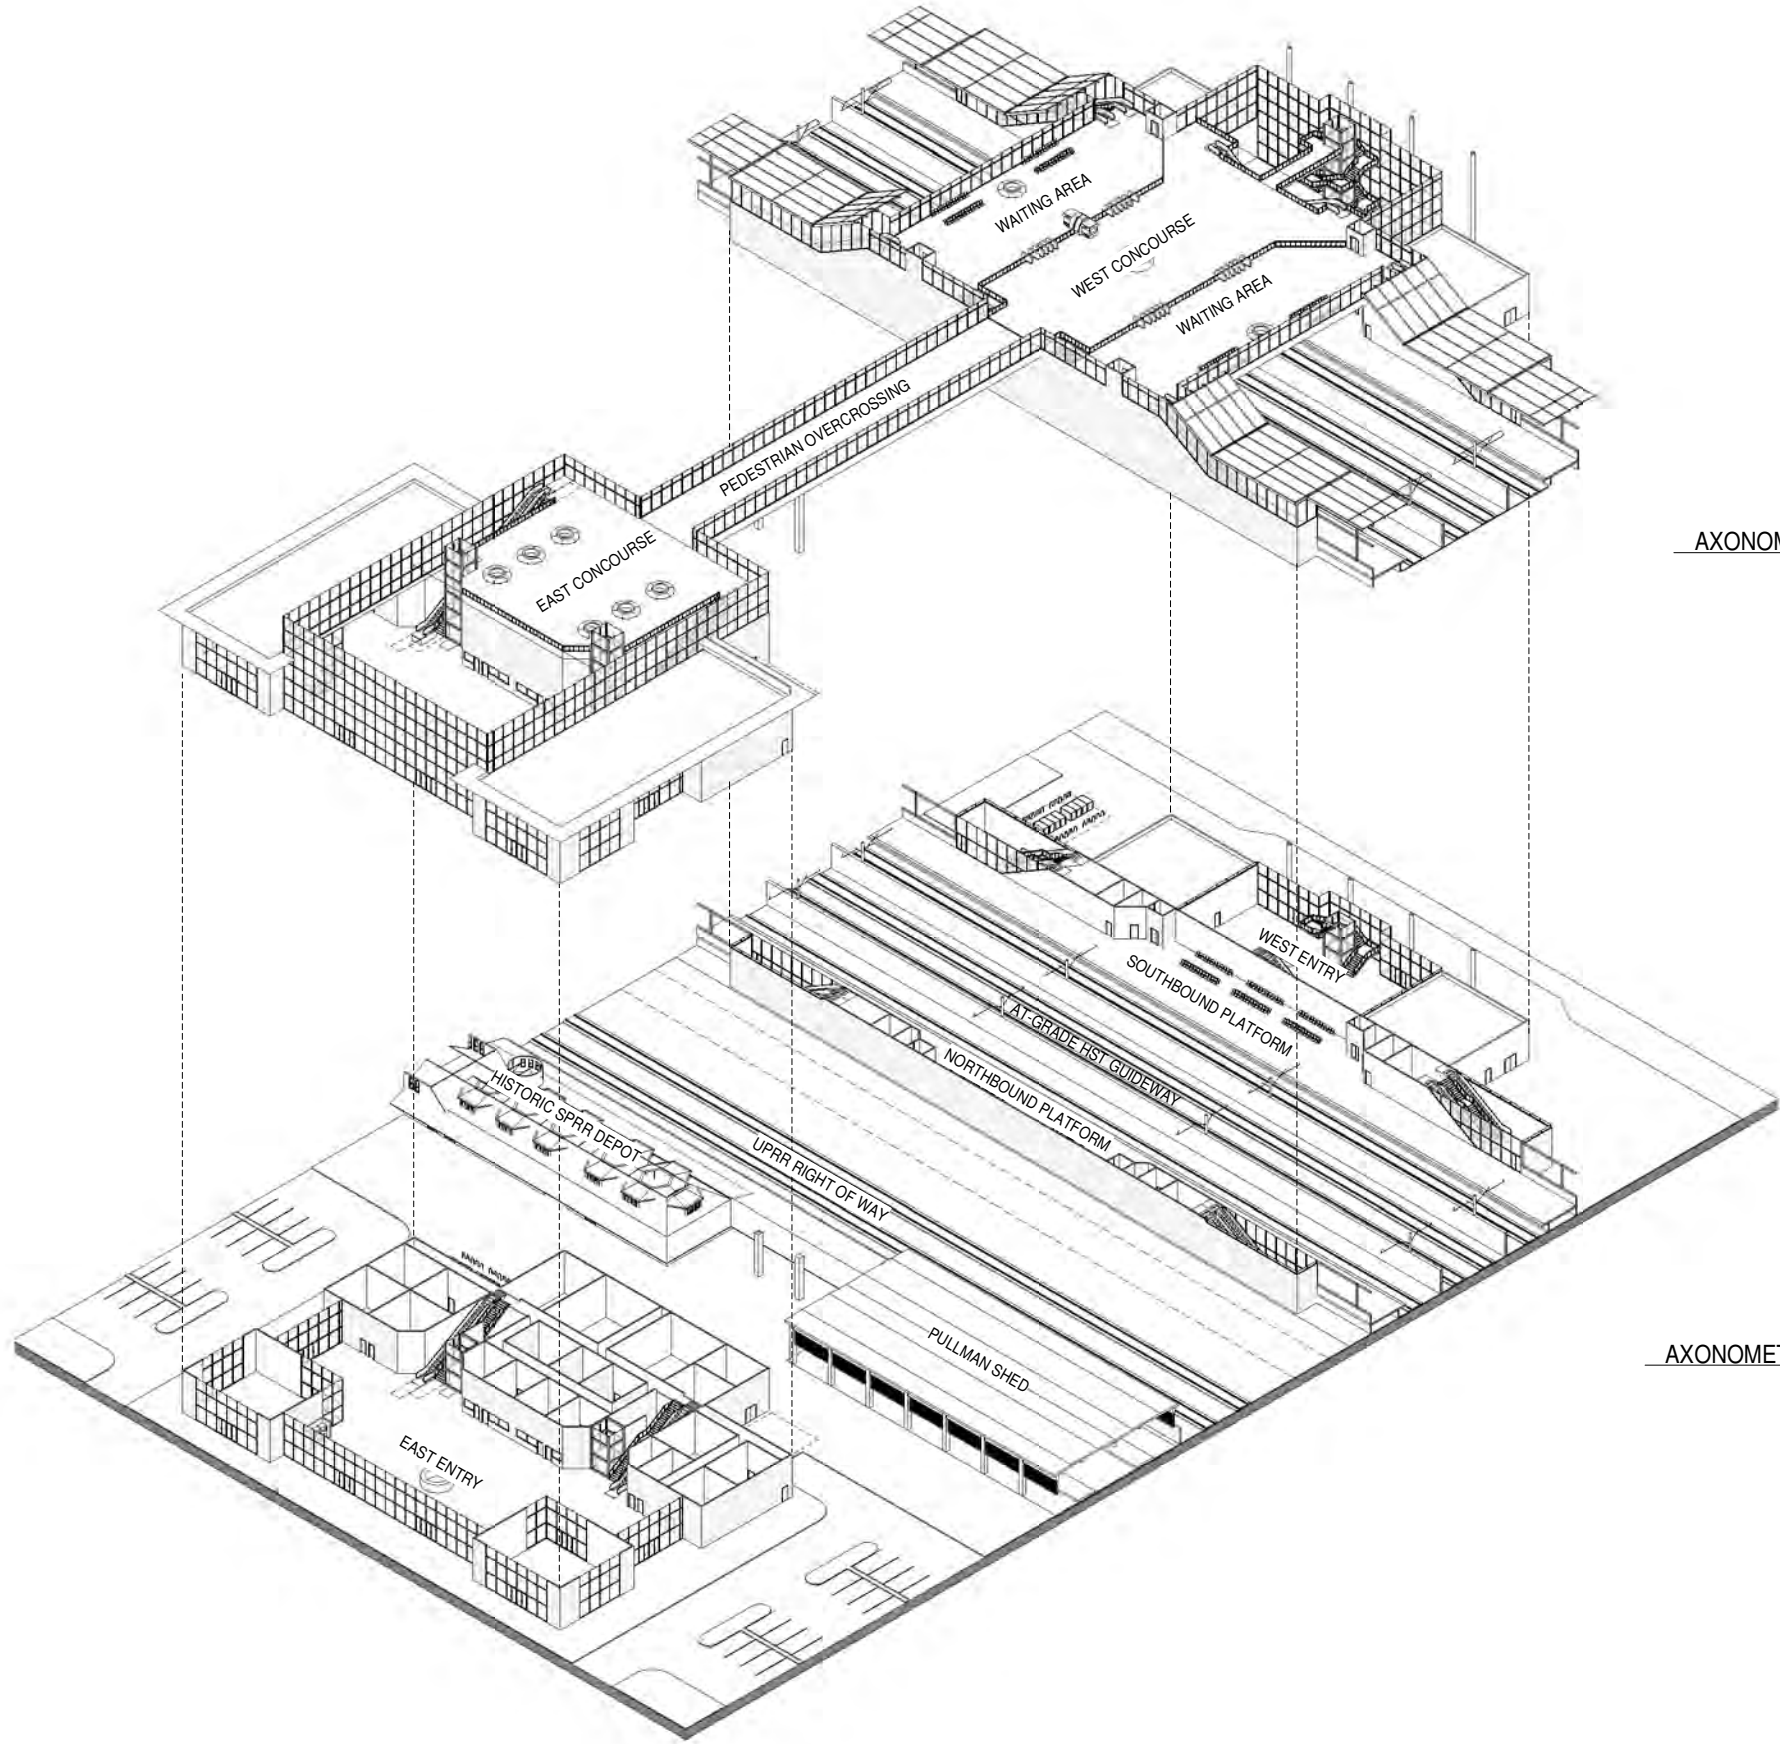 WAITING AREA
WEST CONCOURSE
WAITING AREA
PEDESTRIAN OVERCROSSING
EAST CONCOURSE
AXONOM
WEST ENTRY
SOUTHBOUND PLATFORM
AT-GRADE HST GUIDEWAY
NORTHBOUND PLATFORM
HISTORIC SPRR DEPOT
UPRR RIGHT OF WAY
PULLMAN SHED
AXONOMET
EAST ENTRY